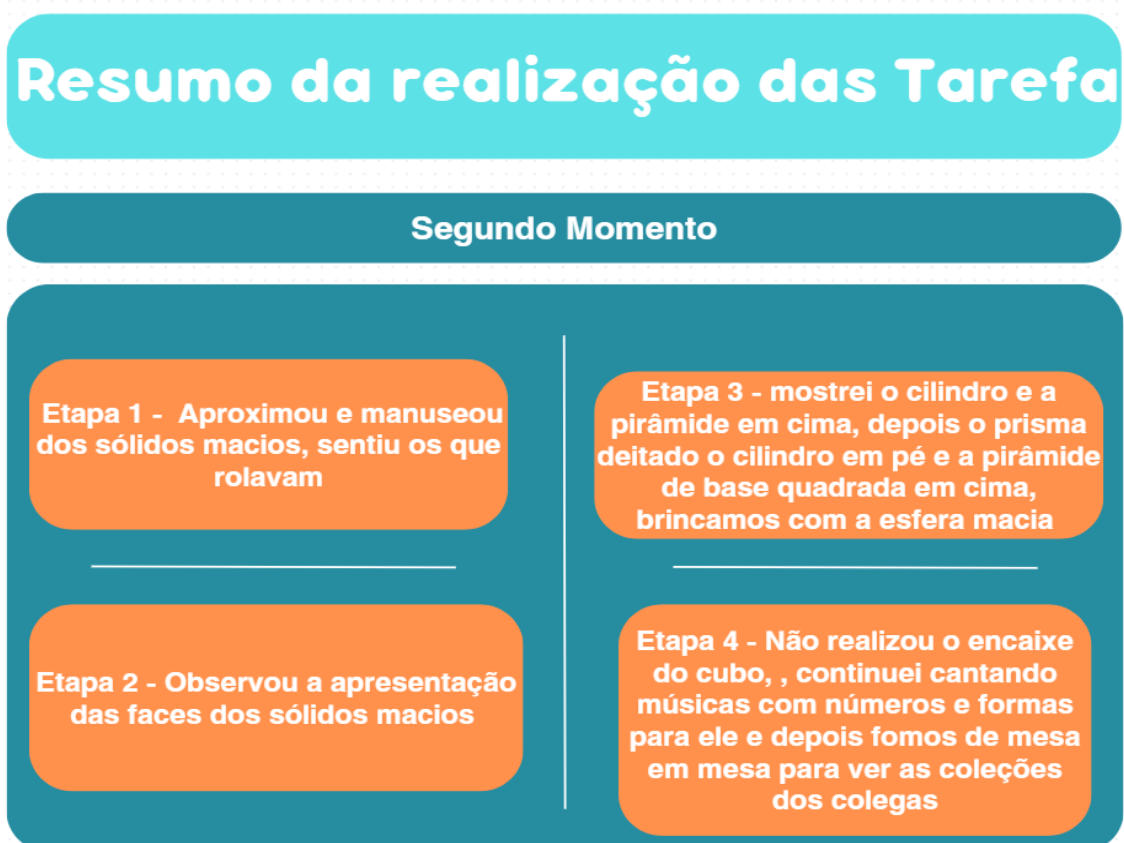 Resumo da realização das Tarefa
Segundo Momento
Etapa 1 - Aproximou e manuseou
dos sólidos macios, sentiu os que
rolavam
Etapa 2 - Observou a apresentação
das faces dos sólidos macios
Etapa 3 - mostrei o cilindro e a
pirâmide em cima, depois o prisma
deitado o cilindro em pé e a pirâmide
de base quadrada em cima,
brincamos com a esfera macia
Etapa 4 - Não realizou o encaixe
do cubo, , continuei cantando
músicas com números e formas
para ele e depois fomos de mesa
em mesa para ver as coleções
dos colegas